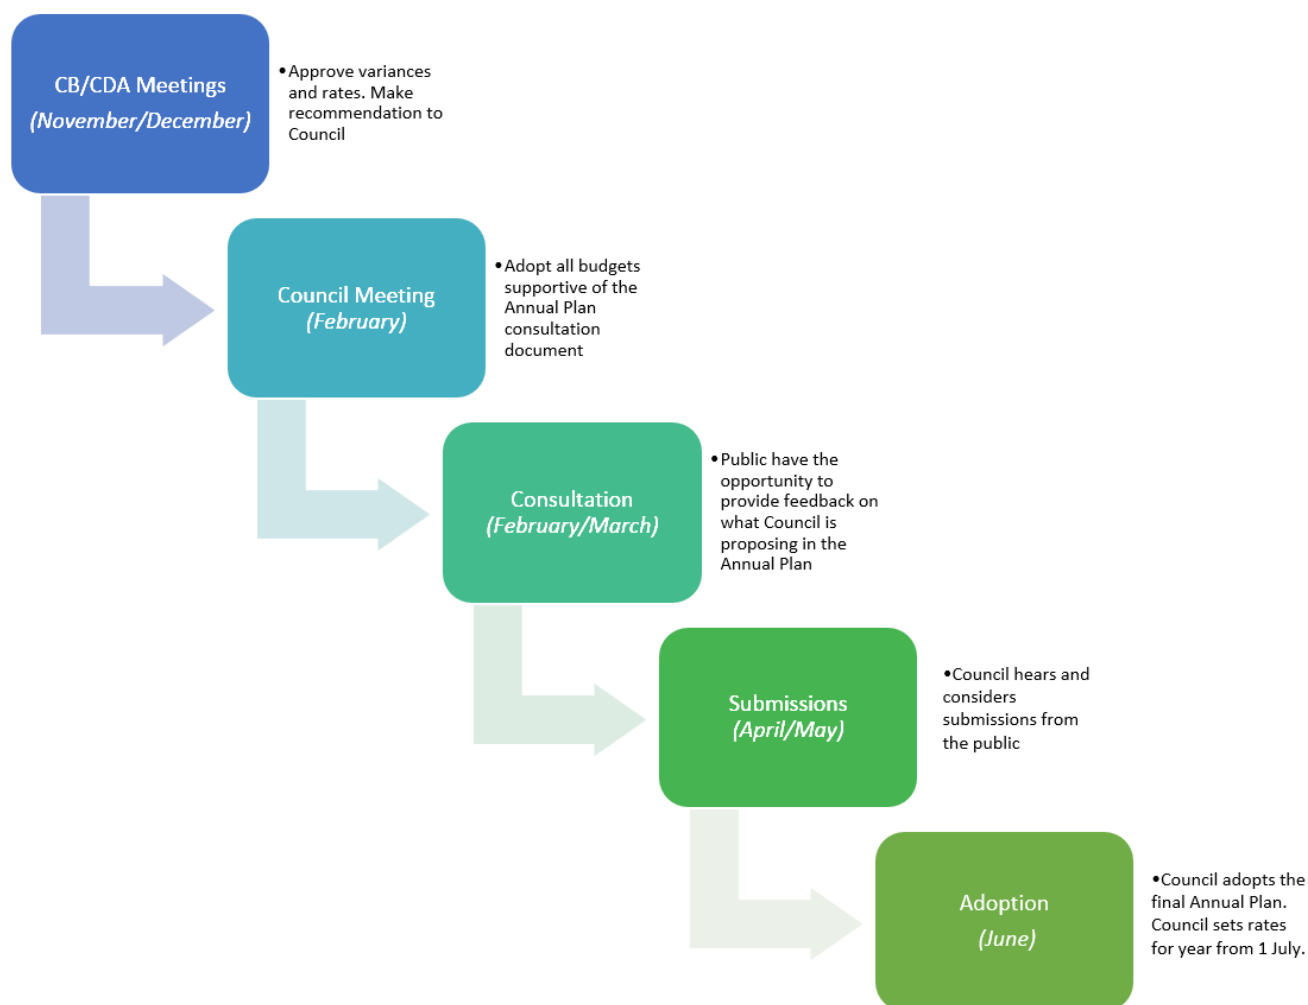 CB/CDA Meetings
(November/December)
•Approve variances
and rates. Make
recommendation to
Council
Council Meeting
(February)
•Adopt all budgets
supportive of the
Annual Plan
consultation
document
Consultation
(February/March)
•Public have the
opportunity to
provide feedback on
what Council is
proposing in the
Annual Plan
Submissions
(April/May)
•Council hears and
considers
submissions from
the public
Adoption
(June)
•Council adopts the
final Annual Plan.
Council sets rates
for year from 1 July.